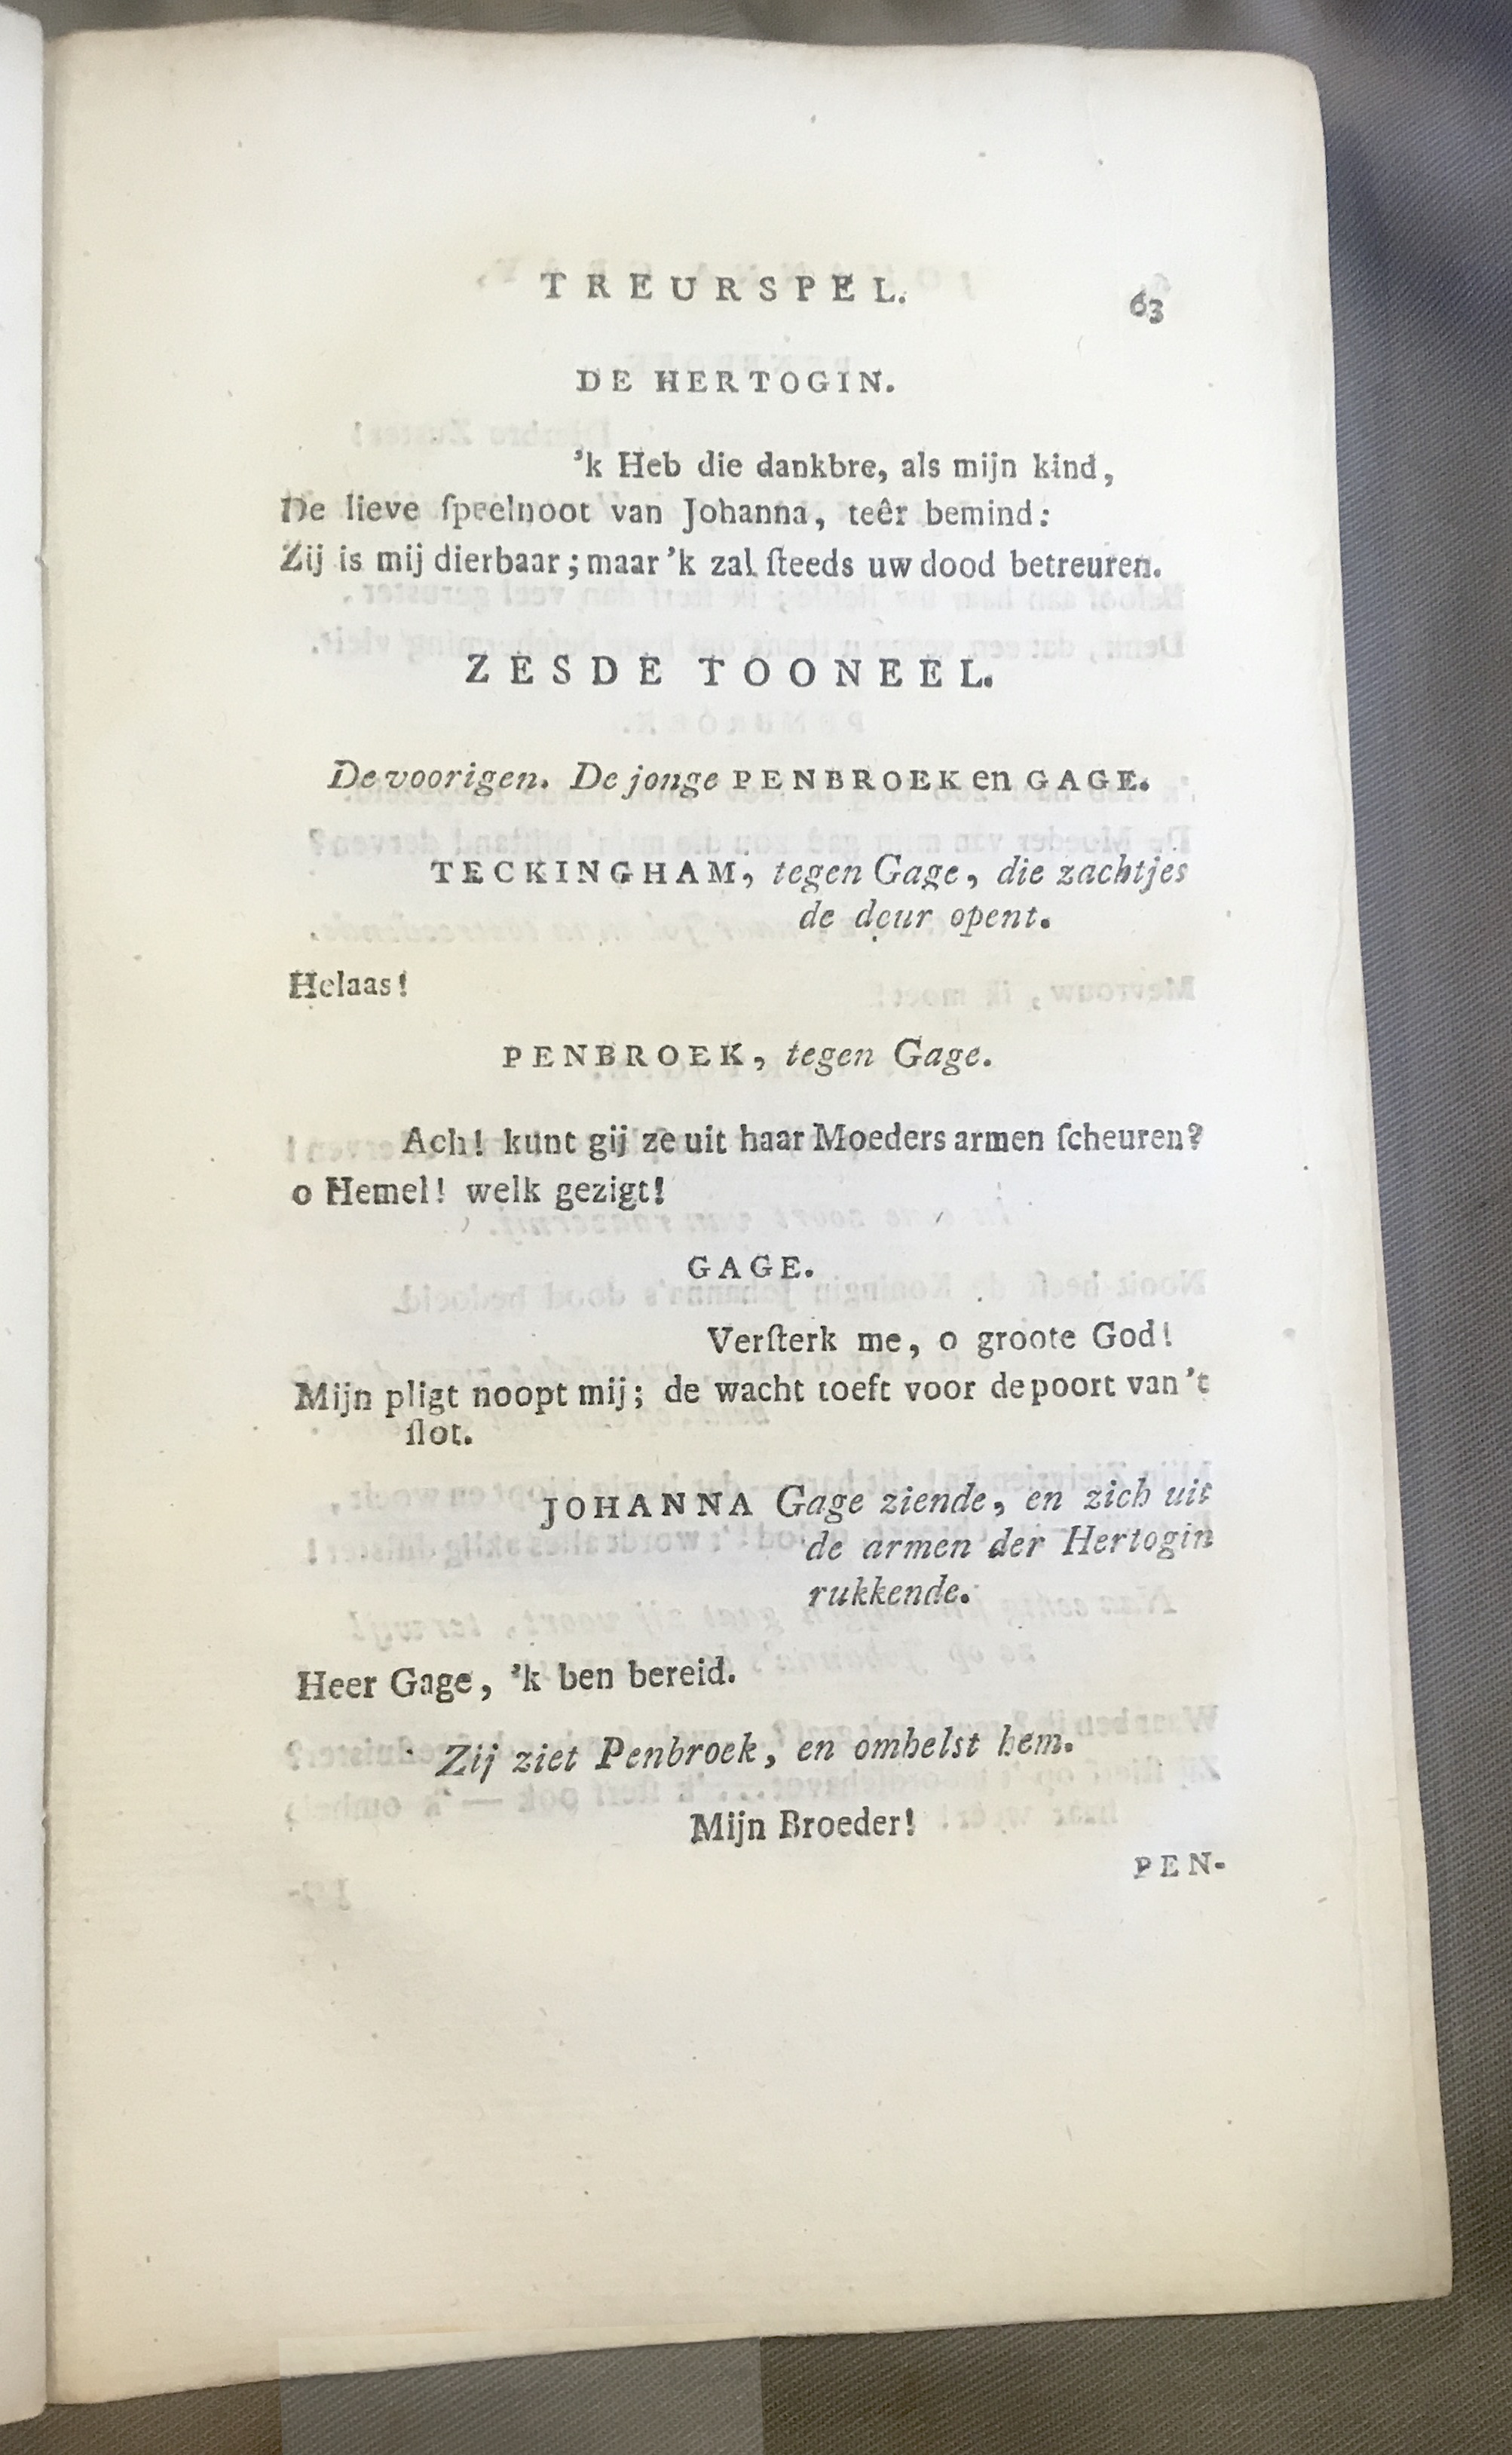 TREURSPEL. 63
DE HERTOGIN.
'k Heb die dankbre, als mijn kind,
De lieve ſpeelnoot van Johanna, teêr bemind:
Zij is mij dierbaar; maar 'k zal ſteeds uw dood betreuren.
ZESDE TOONEEL.
De voorigen. De jonge PENBROEK en GAGE.
TECKINGHAM, tegen Gage, die zachtjes
de deur opent.
Helaas!
PENBROEK, tegen Gage.
Ach! kunt gij ze uit haar Moeders armen ſcheuren?
o Hemel! welk gezigt!
GAGE.
Verſterk me, o groote God!
Mijn pligt noopt mij; de wacht toeft voor de poort van 't
ſlot.
JOHANNA Gage ziende, en zich uit
de armen der Hertogin
rukkende.
Heer Gage, 'k ben bereid.
Zij ziet Penbroek, en omhelst hem.
Mijn Broeder!
PEN-